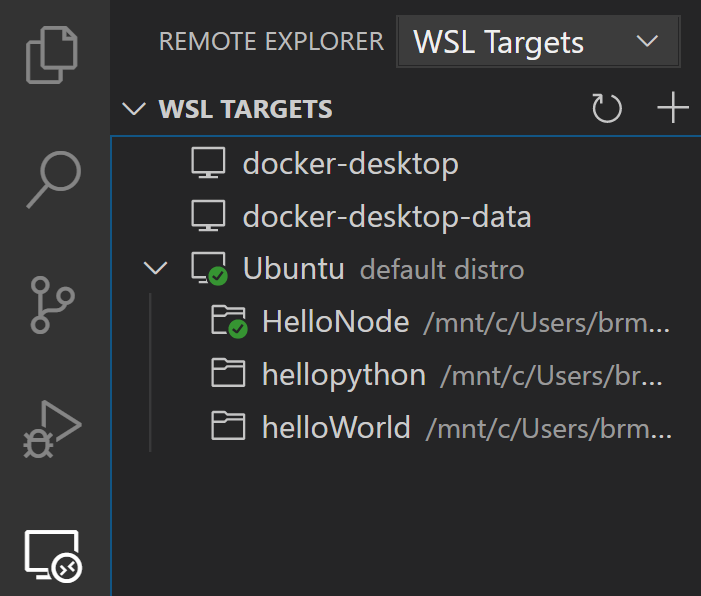 REMOTE EXPLORER WSL Targets
WSL TARGETS
docker-desktop
docker-desktop-data
Ubuntu default distro
HelloNode /mnt/c/Users/brm...
hellopython /mnt/c/Users/br...
helloWorld /mnt/c/Users/brm...